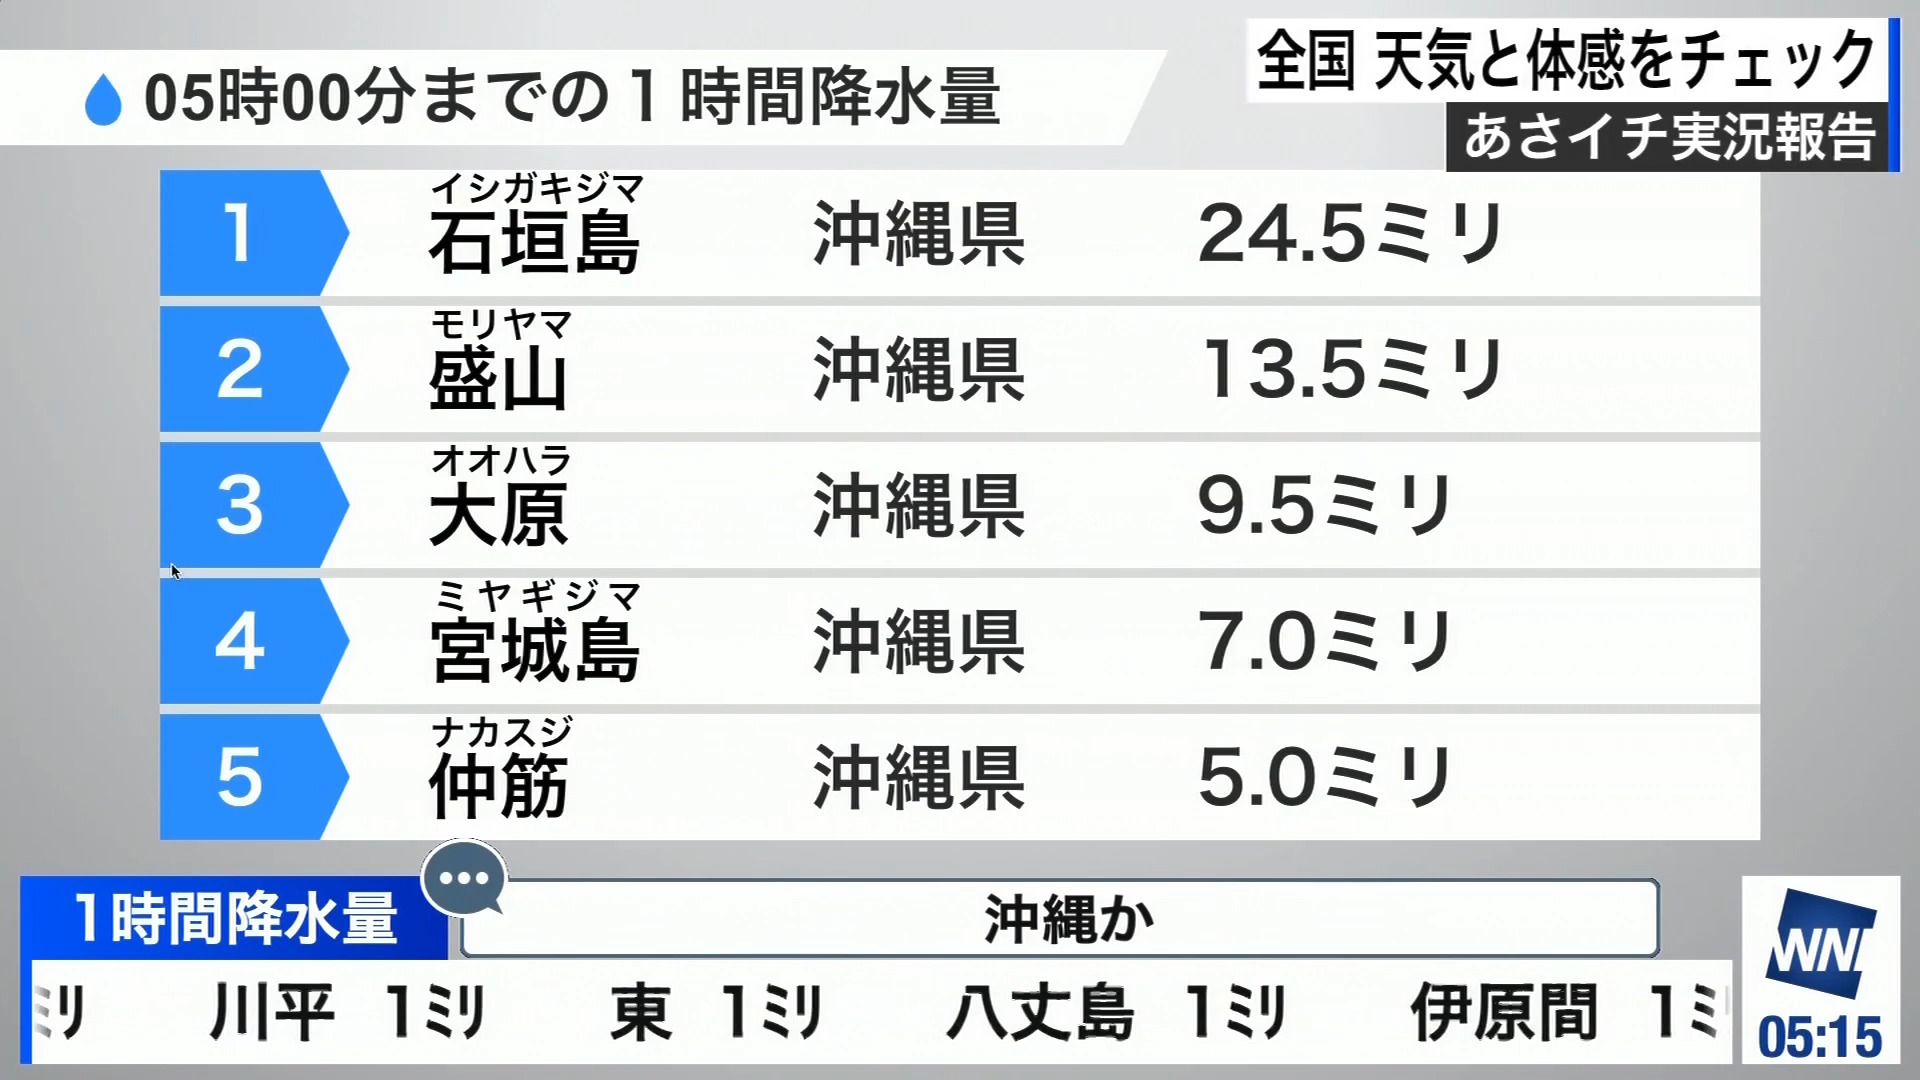 全国 天気と体感をチェック
あさイチ実況報告
05時00分までの1時間降水量
1 イシガキジマ 石垣島 沖縄県 24.5ミリ
2 モリヤマ 盛山 沖縄県 13.5ミリ
3 オオハラ 大原 沖縄県 9.5ミリ
4 ミヤギジマ 宮城島 沖縄県 7.0ミリ
5 ナカスジ 仲筋 沖縄県 5.0ミリ
1時間降水量
沖縄か
ミリ 川平 1ミリ 東 1ミリ 八丈島 1ミリ 伊原間 1ミ
WNI
05:15